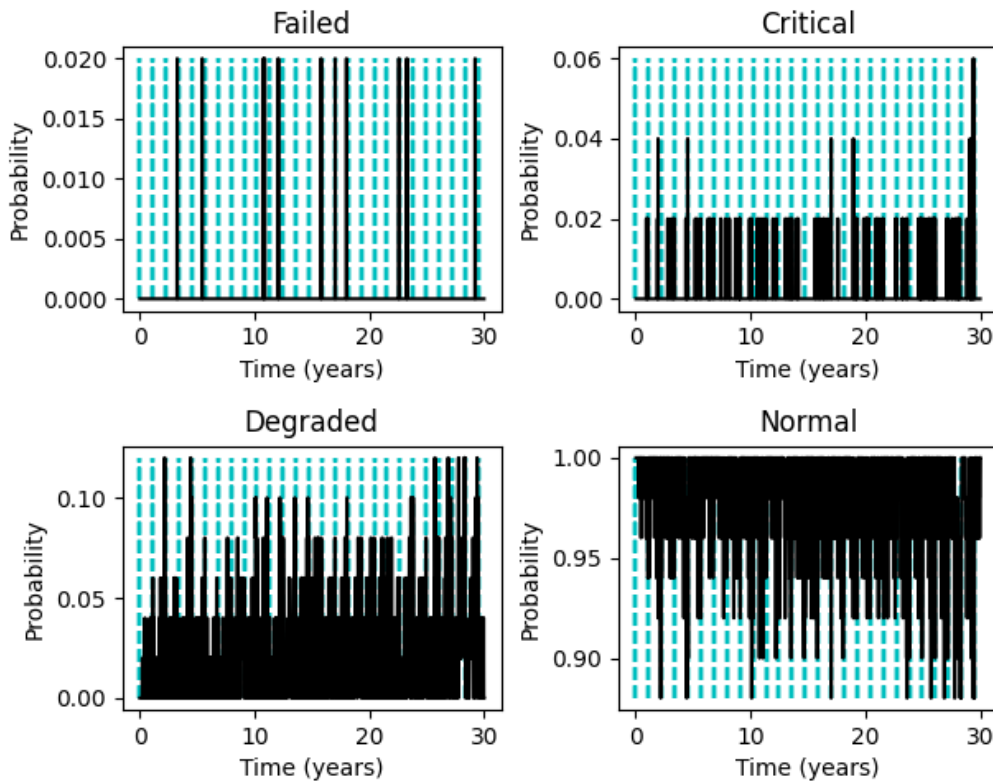 Failed
Critical
0.020
0.015
0.010
0.005
0.000
Probability
0 10 20 30
Time (years)
0.06
0.04
0.02
0.00
Probability
0 10 20 30
Time (years)
Degraded
Normal
0.10
0.05
0.00
Probability
0 10 20 30
Time (years)
1.00
0.95
0.90
Probability
0 10 20 30
Time (years)